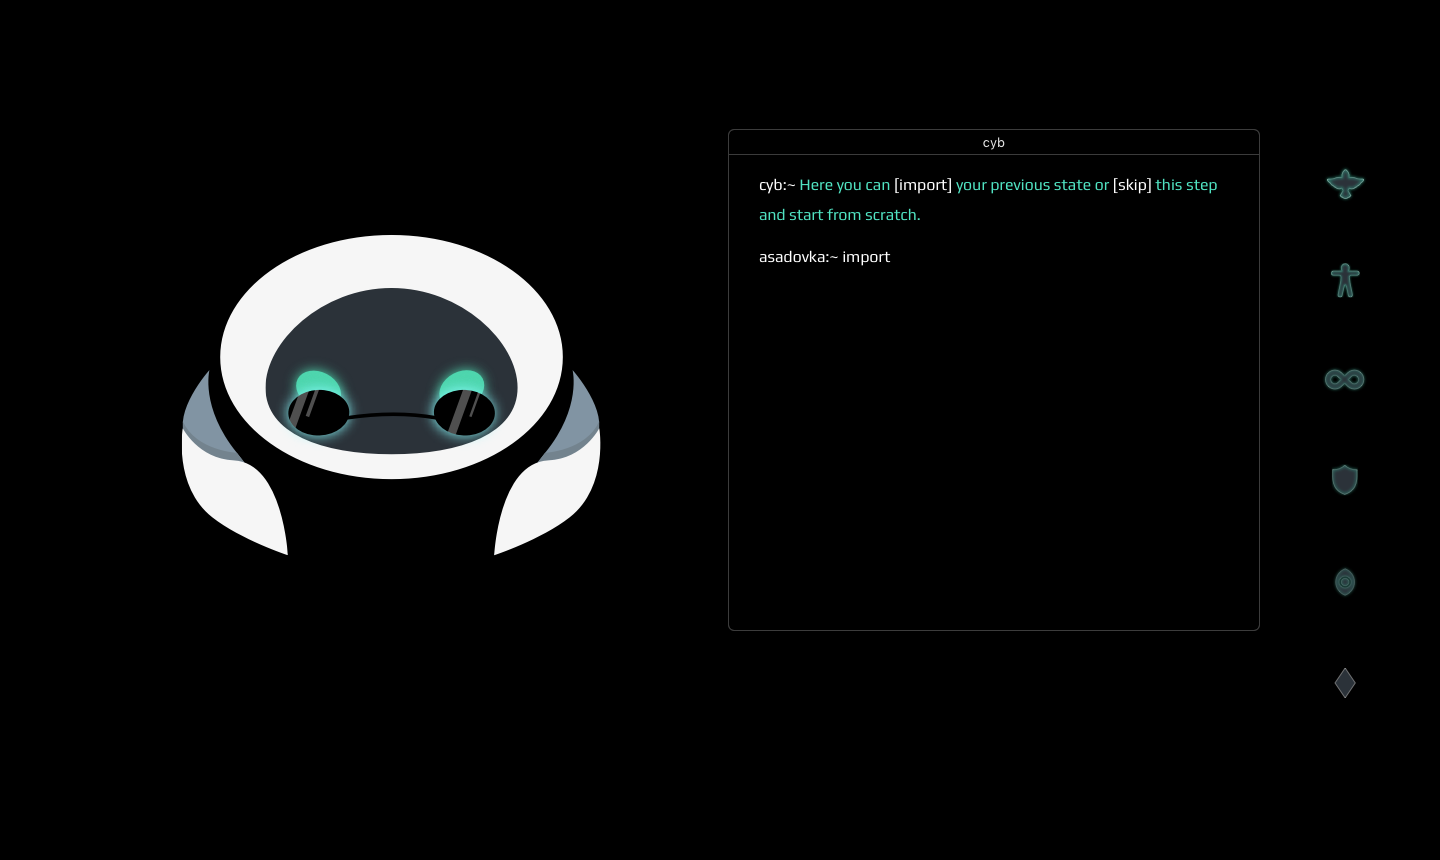 cyb
cyb:~ Here you can [import] your previous state or [skip] this step
and start from scratch.
asadovka:~ import